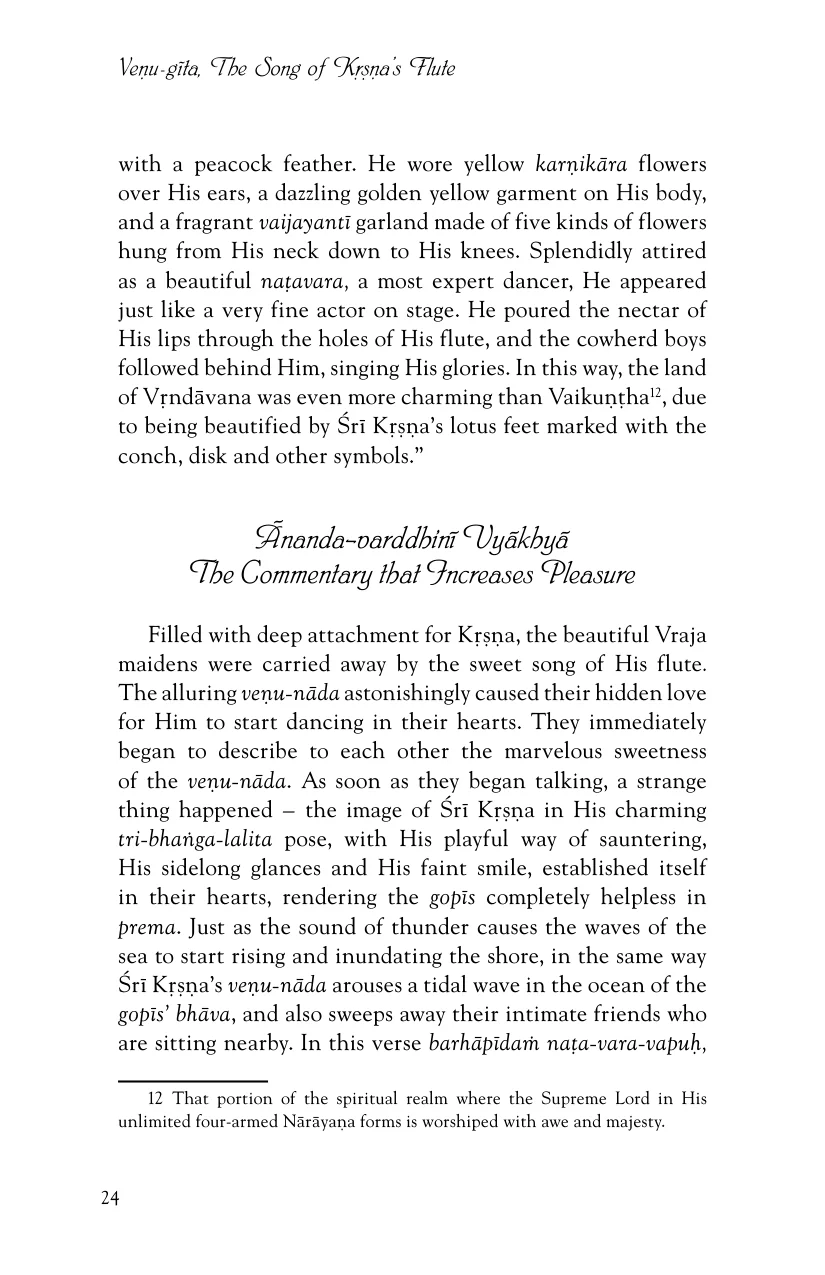 Veṇu-gīta, The Song of Kṛṣṇa's Flute
with a peacock feather. He wore yellow karṇikāra flowers
over His ears, a dazzling golden yellow garment on His body,
and a fragrant vaijayantī garland made of five kinds of flowers
hung from His neck down to His knees. Splendidly attired
as a beautiful naṭavara, a most expert dancer, He appeared
just like a very fine actor on stage. He poured the nectar of
His lips through the holes of His flute, and the cowherd boys
followed behind Him, singing His glories. In this way, the land
of Vṛndāvana was even more charming than Vaikuṇṭha¹², due
to being beautified by Śrī Kṛṣṇa’s lotus feet marked with the
conch, disk and other symbols.”
Ānanda-varddhinī Vyākhyā
The Commentary that Increases Pleasure
Filled with deep attachment for Kṛṣṇa, the beautiful Vraja
maidens were carried away by the sweet song of His flute.
The alluring veṇu-nāda astonishingly caused their hidden love
for Him to start dancing in their hearts. They immediately
began to describe to each other the marvelous sweetness
of the veṇu-nāda. As soon as they began talking, a strange
thing happened – the image of Śrī Kṛṣṇa in His charming
tri-bhaṅga-lalita pose, with His playful way of sauntering,
His sidelong glances and His faint smile, established itself
in their hearts, rendering the gopīs completely helpless in
prema. Just as the sound of thunder causes the waves of the
sea to start rising and inundating the shore, in the same way
Śrī Kṛṣṇa’s veṇu-nāda arouses a tidal wave in the ocean of the
gopīs’ bhāva, and also sweeps away their intimate friends who
are sitting nearby. In this verse barhāpīdaṁ naṭa-vara-vapuḥ,
12 That portion of the spiritual realm where the Supreme Lord in His
unlimited four-armed Nārāyaṇa forms is worshiped with awe and majesty.
24